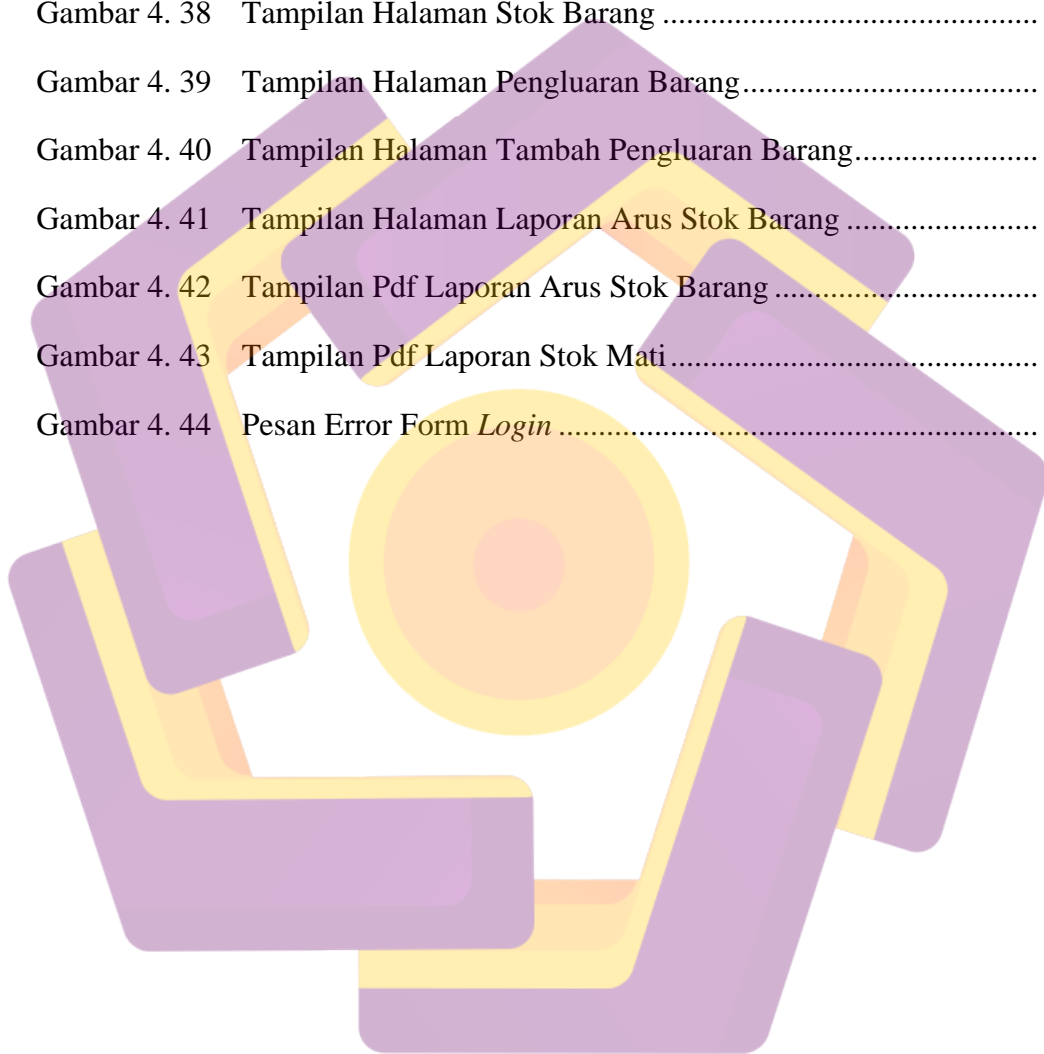 Gambar 4. 38 Tampilan Halaman Stok Barang ........................................
Gambar 4. 39 Tampilan Halaman Pengluaran Barang................................
Gambar 4. 40 Tampilan Halaman Tambah Pengluaran Barang....................
Gambar 4. 41 Tampilan Halaman Laporan Arus Stok Barang .....................
Gambar 4. 42 Tampilan Pdf Laporan Arus Stok Barang ............................
Gambar 4. 43 Tampilan Pdf Laporan Stok Mati .......................................
Gambar 4. 44 Pesan Error Form Login ...................................................